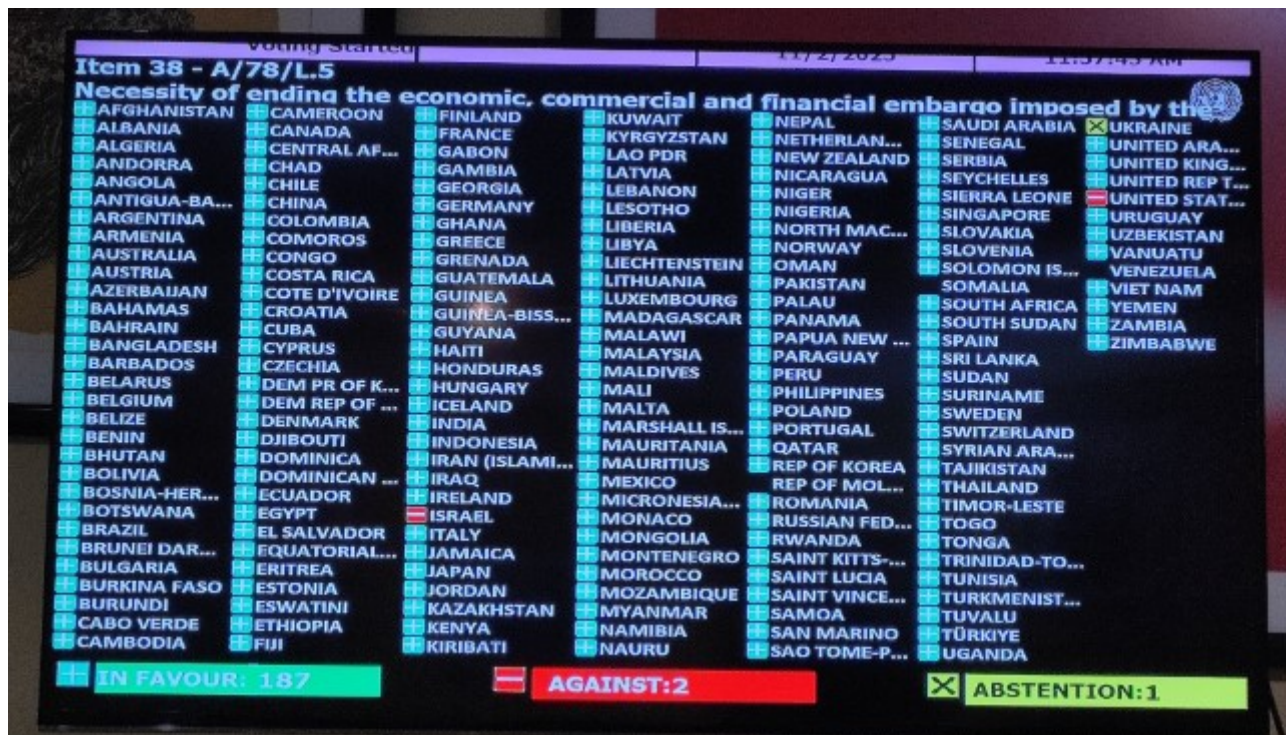 Voting Started
11/2/2023
Item 38 - A/78/L.5
Necessity of ending the economic, commercial and financial embargo imposed by the
AFGHANISTAN
ALBANIA
ALGERIA
ANDORRA
ANGOLA
ANTIGUA-BA...
ARGENTINA
ARMENIA
AUSTRALIA
AUSTRIA
AZERBAIJAN
BAHAMAS
BAHRAIN
BANGLADESH
BARBADOS
BELARUS
BELGIUM
BELIZE
BENIN
BHUTAN
BOLIVIA
BOSNIA-HER...
BOTSWANA
BRAZIL
BRUNEI DAR...
BULGARIA
BURKINA FASO
BURUNDI
CABO VERDE
CAMBODIA
CAMEROON
CANADA
CENTRAL AF...
CHAD
CHILE
CHINA
COLOMBIA
COMOROS
CONGO
COSTA RICA
COTE D'IVOIRE
CROATIA
CUBA
CYPRUS
CZECHIA
DEM PR OF K...
DEM REP OF ...
DENMARK
DJIBOUTI
DOMINICA
DOMINICAN ...
ECUADOR
EGYPT
EL SALVADOR
EQUATORIAL...
ERITREA
ESTONIA
ESWATINI
ETHIOPIA
FIJI
FINLAND
FRANCE
GABON
GAMBIA
GEORGIA
GERMANY
GHANA
GREECE
GRENADA
GUATEMALA
GUINEA
GUINEA-BISS...
GUYANA
HAITI
HONDURAS
HUNGARY
ICELAND
INDIA
INDONESIA
IRAN (ISLAMI...
IRAQ
IRELAND
ISRAEL
ITALY
JAMAICA
JAPAN
JORDAN
KAZAKHSTAN
KENYA
KIRIBATI
KUWAIT
KYRGYZSTAN
LAO PDR
LATVIA
LEBANON
LESOTHO
LIBERIA
LIBYA
LIECHTENSTEIN
LITHUANIA
LUXEMBOURG
MADAGASCAR
MALAWI
MALAYSIA
MALDIVES
MALI
MALTA
MARSHALL IS...
MAURITANIA
MAURITIUS
MEXICO
MICRONESIA...
MONACO
MONGOLIA
MONTENEGRO
MOROCCO
MOZAMBIQUE
MYANMAR
NAMIBIA
NAURU
NEPAL
NETHERLAN...
NEW ZEALAND
NICARAGUA
NIGER
NIGERIA
NORTH MAC...
NORWAY
OMAN
PAKISTAN
PALAU
PANAMA
PAPUA NEW ...
PARAGUAY
PERU
PHILIPPINES
POLAND
PORTUGAL
QATAR
REP OF KOREA
REP OF MOL...
ROMANIA
RUSSIAN FED...
RWANDA
SAINT KITTS-...
SAINT LUCIA
SAINT VINCE...
SAMOA
SAN MARINO
SAO TOME-P...
SAUDI ARABIA
SENEGAL
SERBIA
SEYCHELLES
SIERRA LEONE
SINGAPORE
SLOVAKIA
SLOVENIA
SOLOMON IS...
SOMALIA
SOUTH AFRICA
SOUTH SUDAN
SPAIN
SRI LANKA
SUDAN
SURINAME
SWEDEN
SWITZERLAND
SYRIAN ARA...
TAJIKISTAN
THAILAND
TIMOR-LESTE
TOGO
TONGA
TRINIDAD-TO...
TUNISIA
TURKMENIST...
TUVALU
TÜRKIYE
UGANDA
UKRAINE
UNITED ARA...
UNITED KING...
UNITED REP T...
UNITED STAT...
URUGUAY
UZBEKISTAN
VANUATU
VENEZUELA
VIET NAM
YEMEN
ZAMBIA
ZIMBABWE
IN FAVOUR: 187
AGAINST:2
ABSTENTION:1